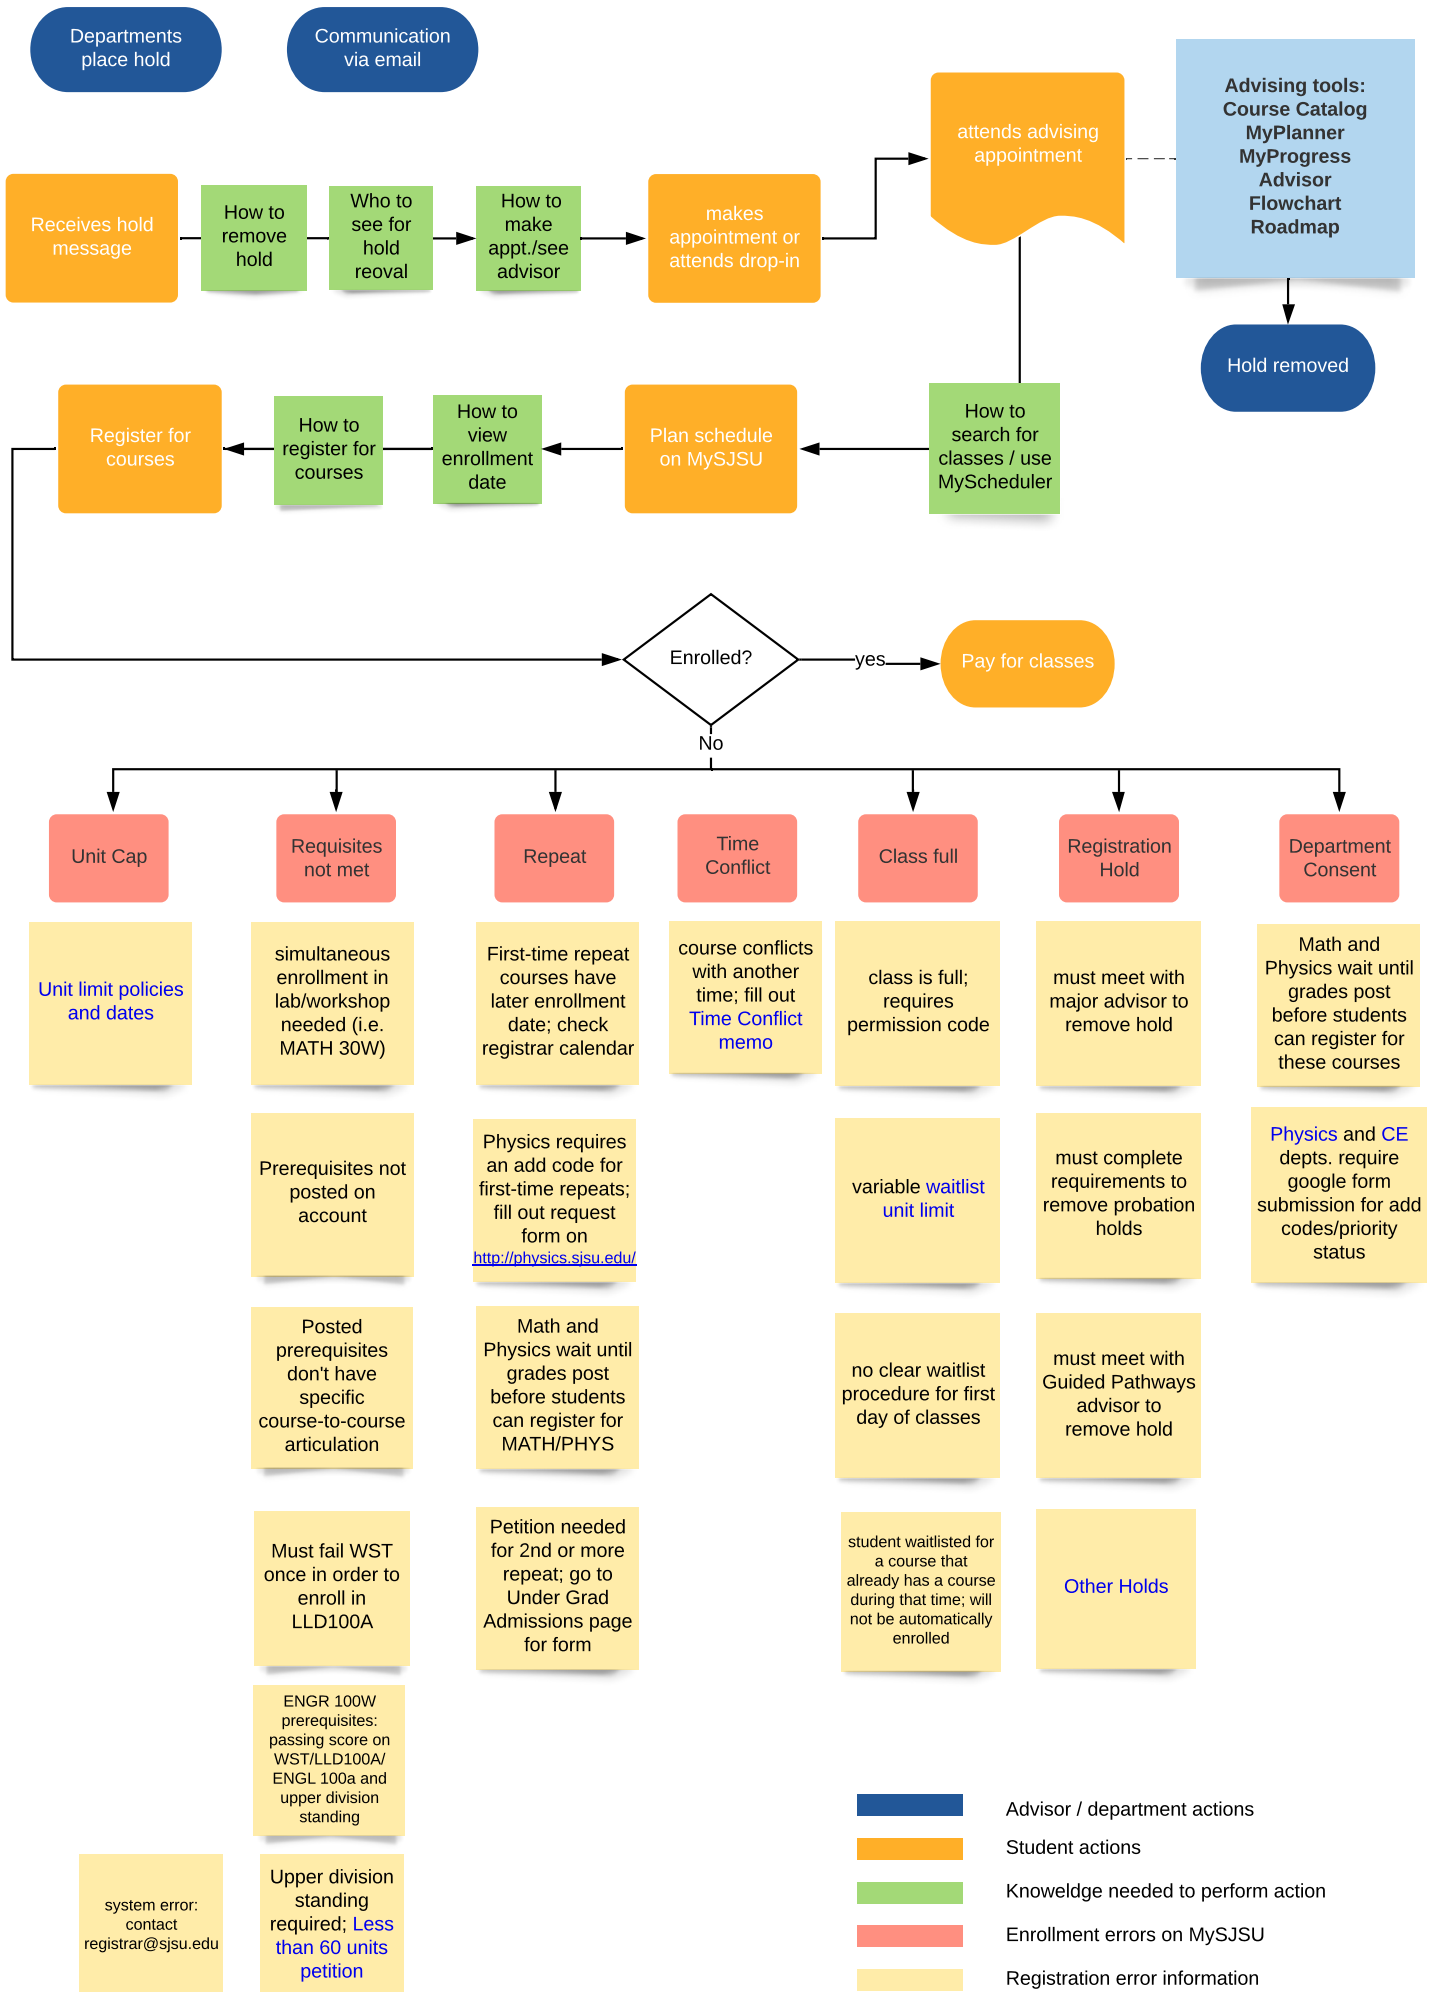 Departments
place hold
Communication
via email
Advising tools:
Course Catalog
MyPlanner
MyProgress
Advisor
Flowchart
Roadmap
attends advising
appointment
Receives hold
message
How to
remove
hold
Who to
see for
hold
reoval
How to
make
appt./see
advisor
makes
appointment or
attends drop-in
Hold removed
Register for
courses
How to
register for
courses
How to
view
enrollment
date
Plan schedule
on MySJSU
How to
search for
classes / use
MyScheduler
Enrolled?
yes
Pay for classes
No
Unit Cap
Requisites
not met
Repeat
Time
Conflict
Class full
Registration
Hold
Department
Consent
Unit limit policies
and dates
simultaneous
enrollment in
lab/workshop
needed (i.e.
MATH 30W)
First-time repeat
courses have
later enrollment
date; check
registrar calendar
course conflicts
with another
time; fill out
Time Conflict
memo
class is full;
requires
permission code
must meet with
major advisor to
remove hold
Math and
Physics wait until
grades post
before students
can register for
these courses
Prerequisites not
posted on
account
Physics requires
an add code for
first-time repeats;
fill out request
form on
http://physics.sjsu.edu/
variable waitlist
unit limit
must complete
requirements to
remove probation
holds
Physics and CE
depts. require
google form
submission for add
codes/priority
status
Posted
prerequisites
don't have
specific
course-to-course
articulation
Math and
Physics wait until
grades post
before students
can register for
MATH/PHYS
no clear waitlist
procedure for first
day of classes
must meet with
Guided Pathways
advisor to
remove hold
Must fail WST
once in order to
enroll in
LLD100A
Petition needed
for 2nd or more
repeat; go to
Under Grad
Admissions page
for form
student waitlisted for
a course that
already has a course
during that time; will
not be automatically
enrolled
Other Holds
ENGR 100W
prerequisites:
passing score on
WST/LLD100A/
ENGL 100a and
upper division
standing
system error:
contact
registrar@sjsu.edu
Upper division
standing
required; Less
than 60 units
petition
Advisor / department actions
Student actions
Knoweldge needed to perform action
Enrollment errors on MySJSU
Registration error information